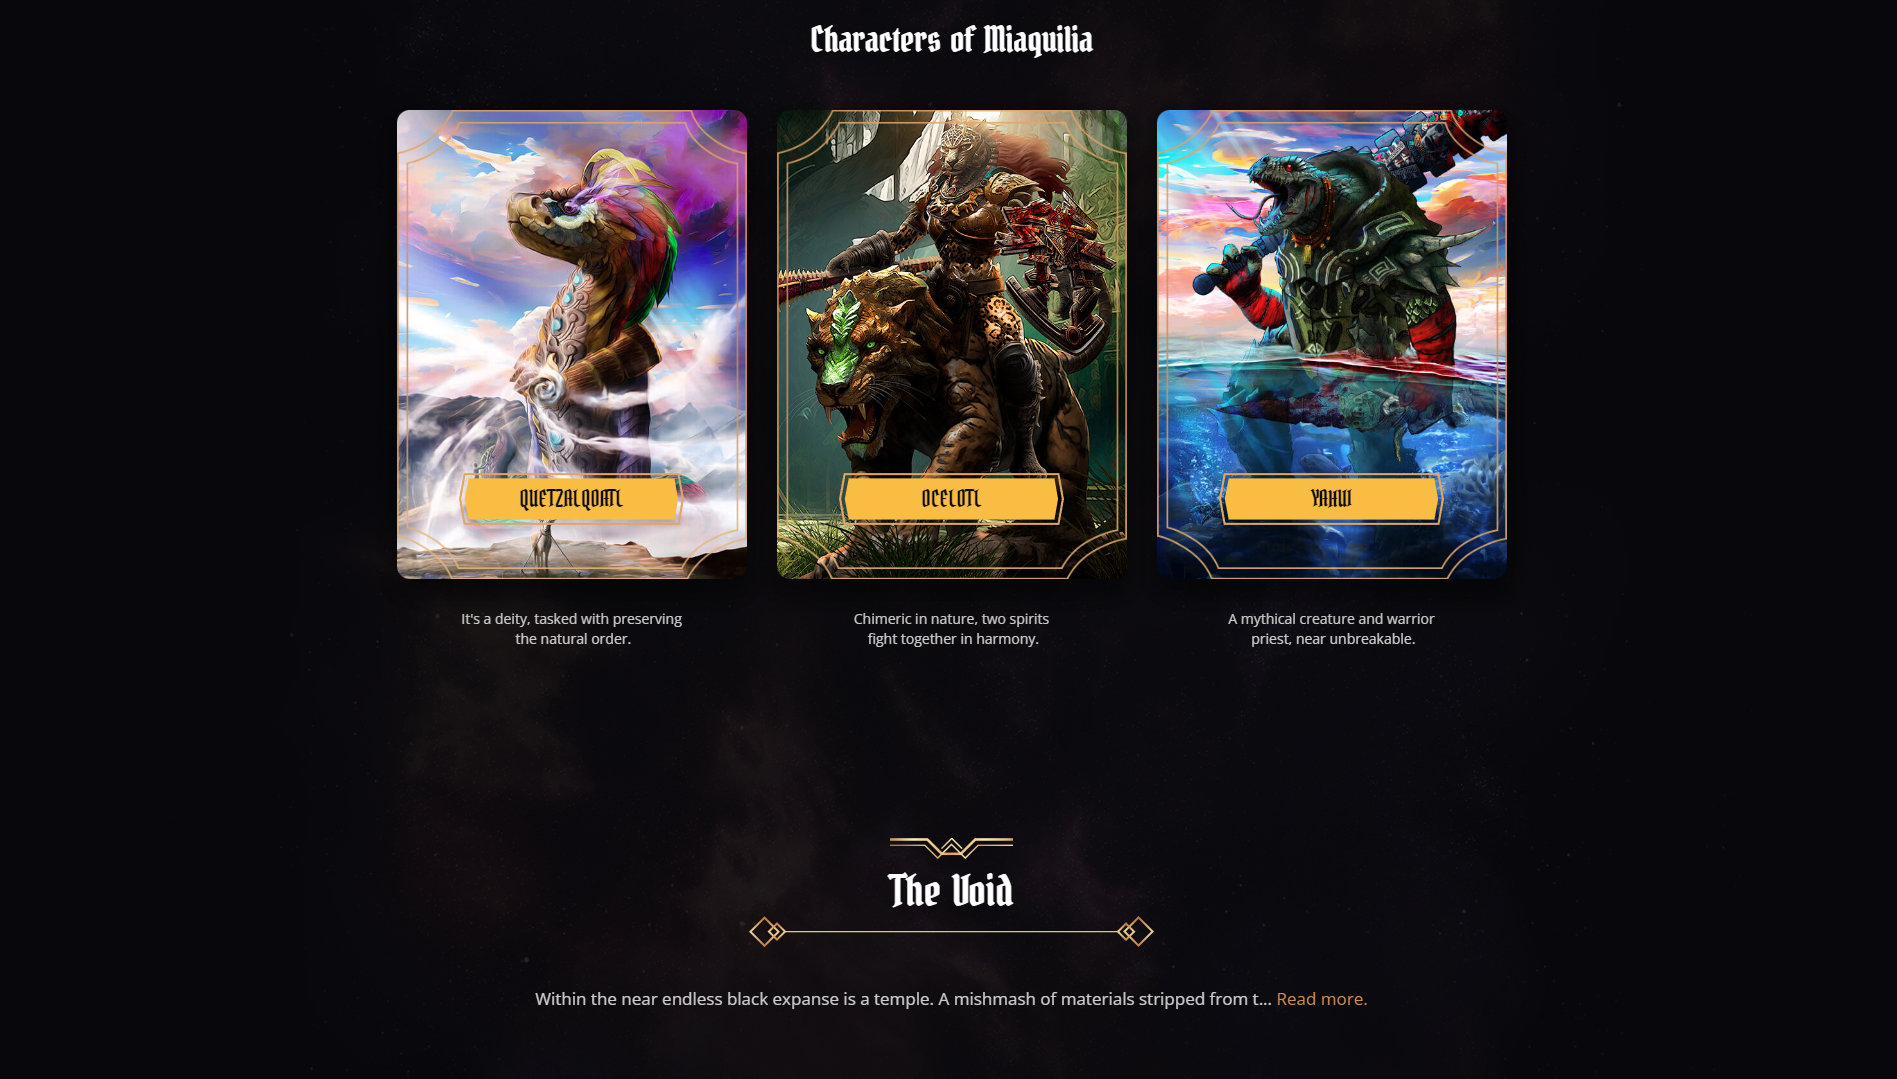 Characters of Miaquilia
QUETZALQOATL
OCELOTL
YAHUI
It's a deity, tasked with preserving
the natural order.
Chimeric in nature, two spirits
fight together in harmony.
A mythical creature and warrior
priest, near unbreakable.
The Void
Within the near endless black expanse is a temple. A mishmash of materials stripped from t... Read more.